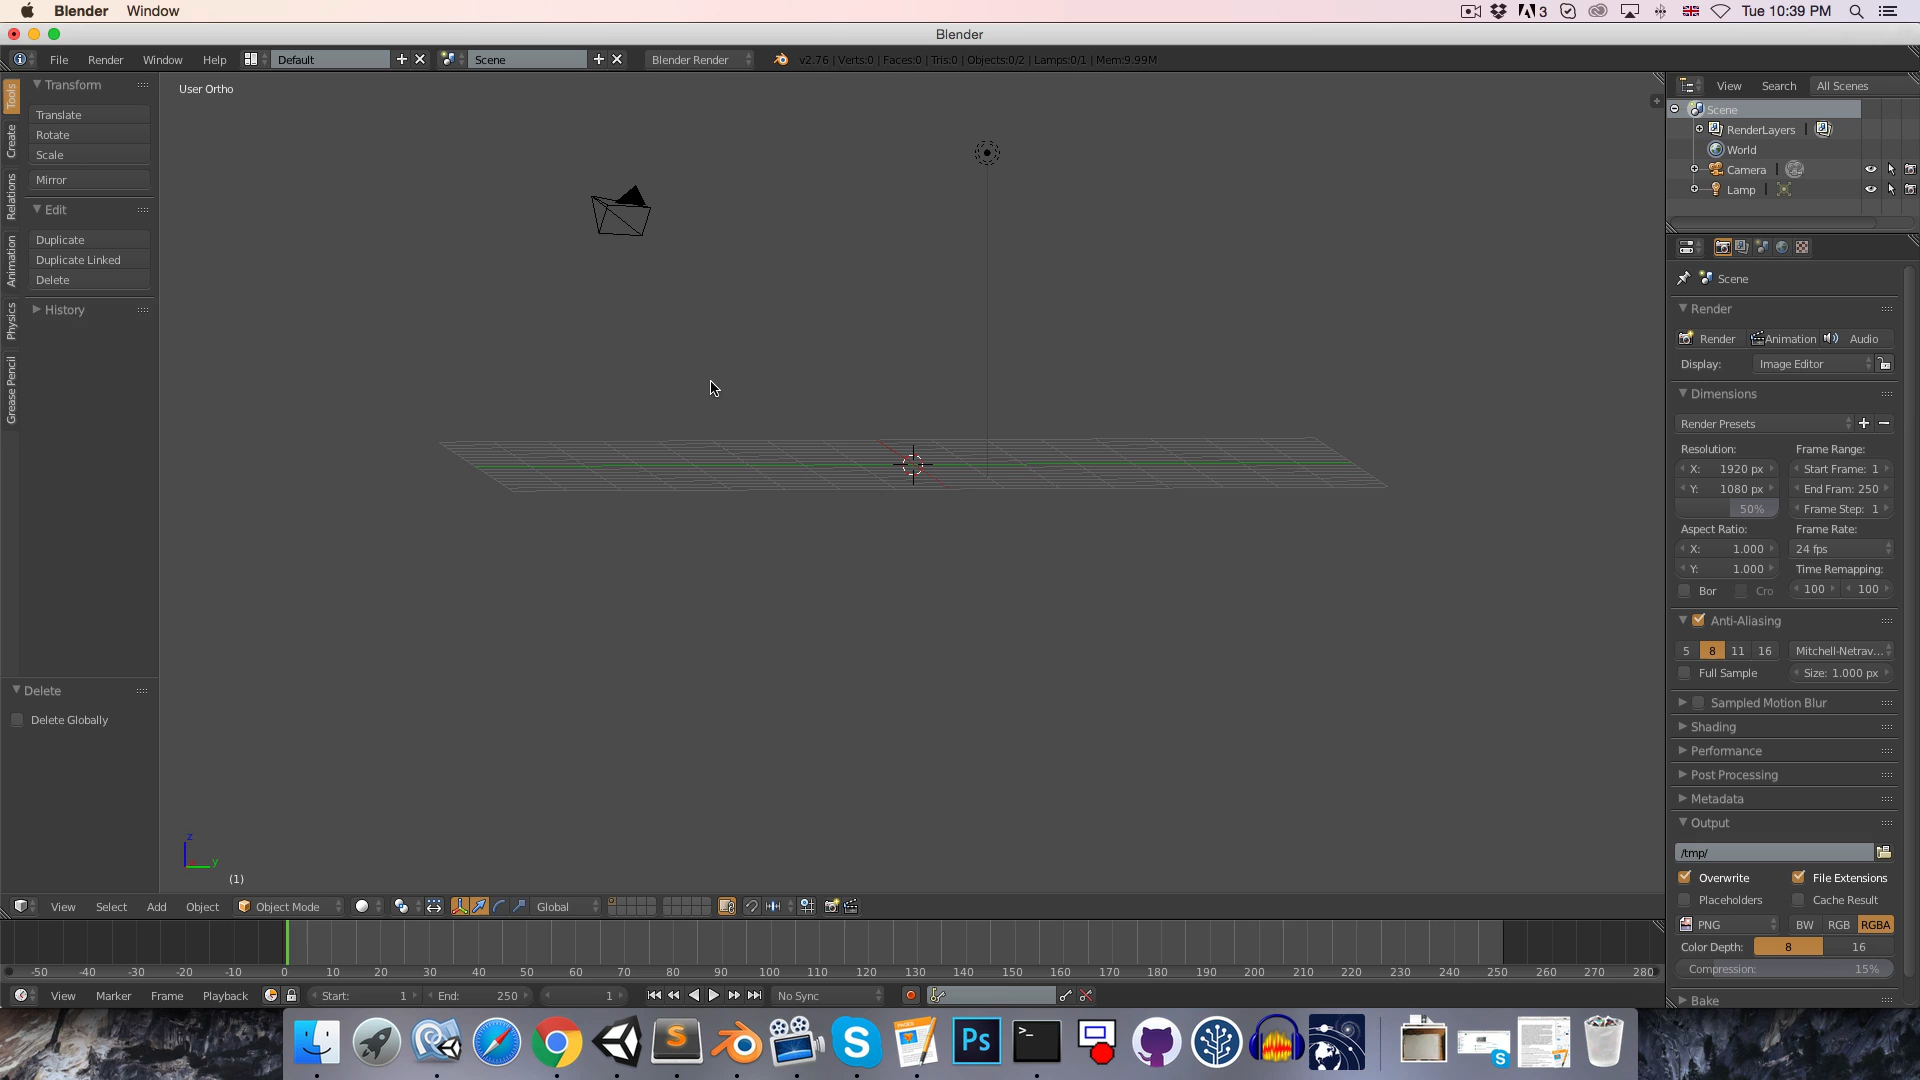 Blender Window
3 Tue 10:39 PM
Blender
File Render Window Help Default Scene Blender Render v2.76 | Verts:0 | Faces:0 | Tris:0 | Objects:0/2 | Lamps:0/1 | Mem:9.99M
Tools
Create
Relations
Animation
Physics
Grease Pencil
Transform
Translate
Rotate
Scale
Mirror
Edit
Duplicate
Duplicate Linked
Delete
History
Delete
Delete Globally
User Ortho
z
y
(1)
View Select Add Object Object Mode Global
-50 -40 -30 -20 -10 0 10 20 30 40 50 60 70 80 90 100 110 120 130 140 150 160 170 180 190 200 210 220 230 240 250 260 270 280
View Marker Frame Playback Start: 1 End: 250 1 No Sync
View Search All Scenes
Scene
RenderLayers
World
Camera
Lamp
Scene
Render
Render Animation Audio
Display: Image Editor
Dimensions
Render Presets
Resolution: Frame Range:
X: 1920 px Start Frame: 1
Y: 1080 px End Fram: 250
50% Frame Step: 1
Aspect Ratio: Frame Rate:
X: 1.000 24 fps
Y: 1.000 Time Remapping:
Bor Cro 100 100
Anti-Aliasing
5 8 11 16 Mitchell-Netrav...
Full Sample Size: 1.000 px
Sampled Motion Blur
Shading
Performance
Post Processing
Metadata
Output
/tmp/
Overwrite File Extensions
Placeholders Cache Result
PNG BW RGB RGBA
Color Depth: 8 16
Compression: 15%
Bake
S
PAGES
Ps
>_